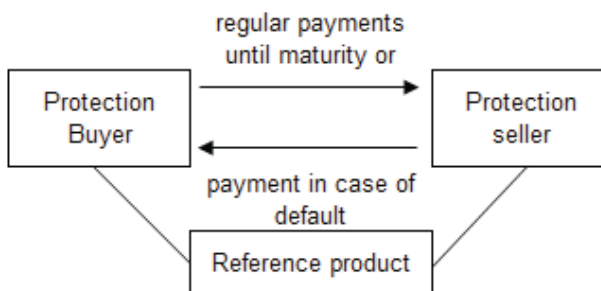 regular payments
until maturity or
Protection
Buyer
Protection
seller
payment in case of
default
Reference product